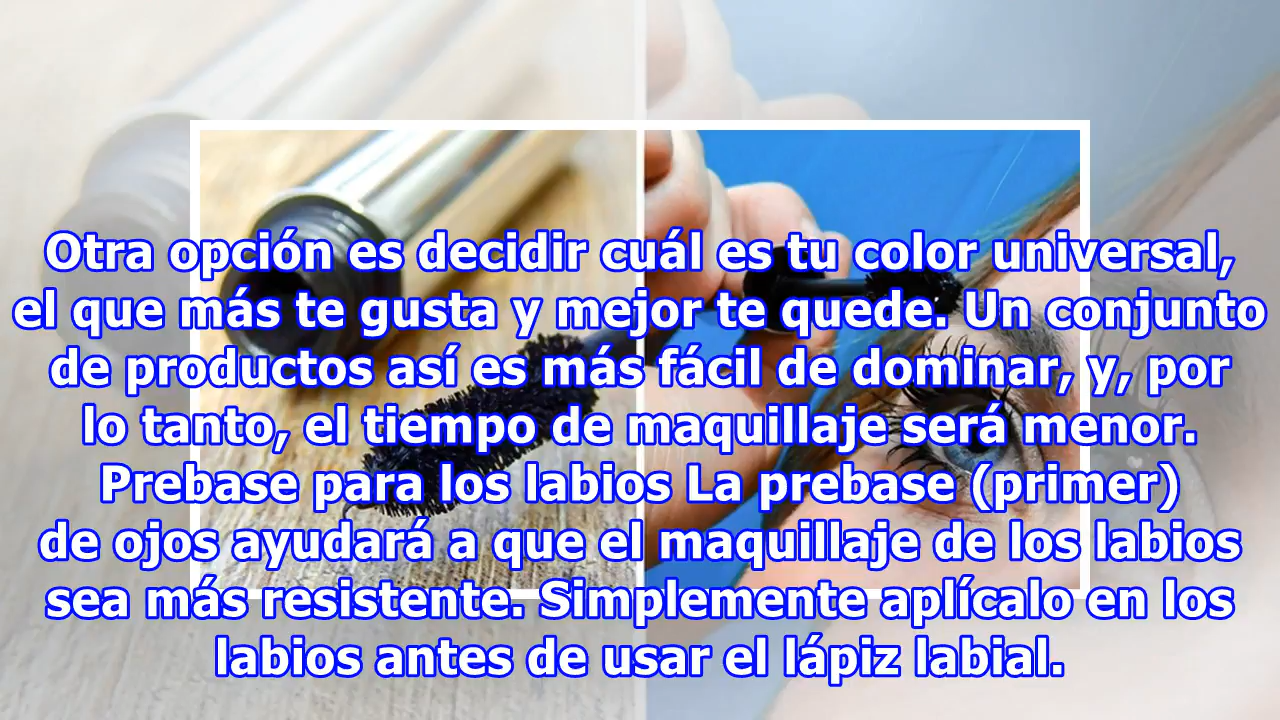 Otra opción es decidir cuál es tu color universal,
el que más te gusta y mejor te quede. Un conjunto
de productos así es más fácil de dominar, y, por
lo tanto, el tiempo de maquillaje será menor.
Prebase para los labios La prebase (primer)
de ojos ayudará a que el maquillaje de los labios
sea más resistente. Simplemente aplícalo en los
labios antes de usar el lápiz labial.